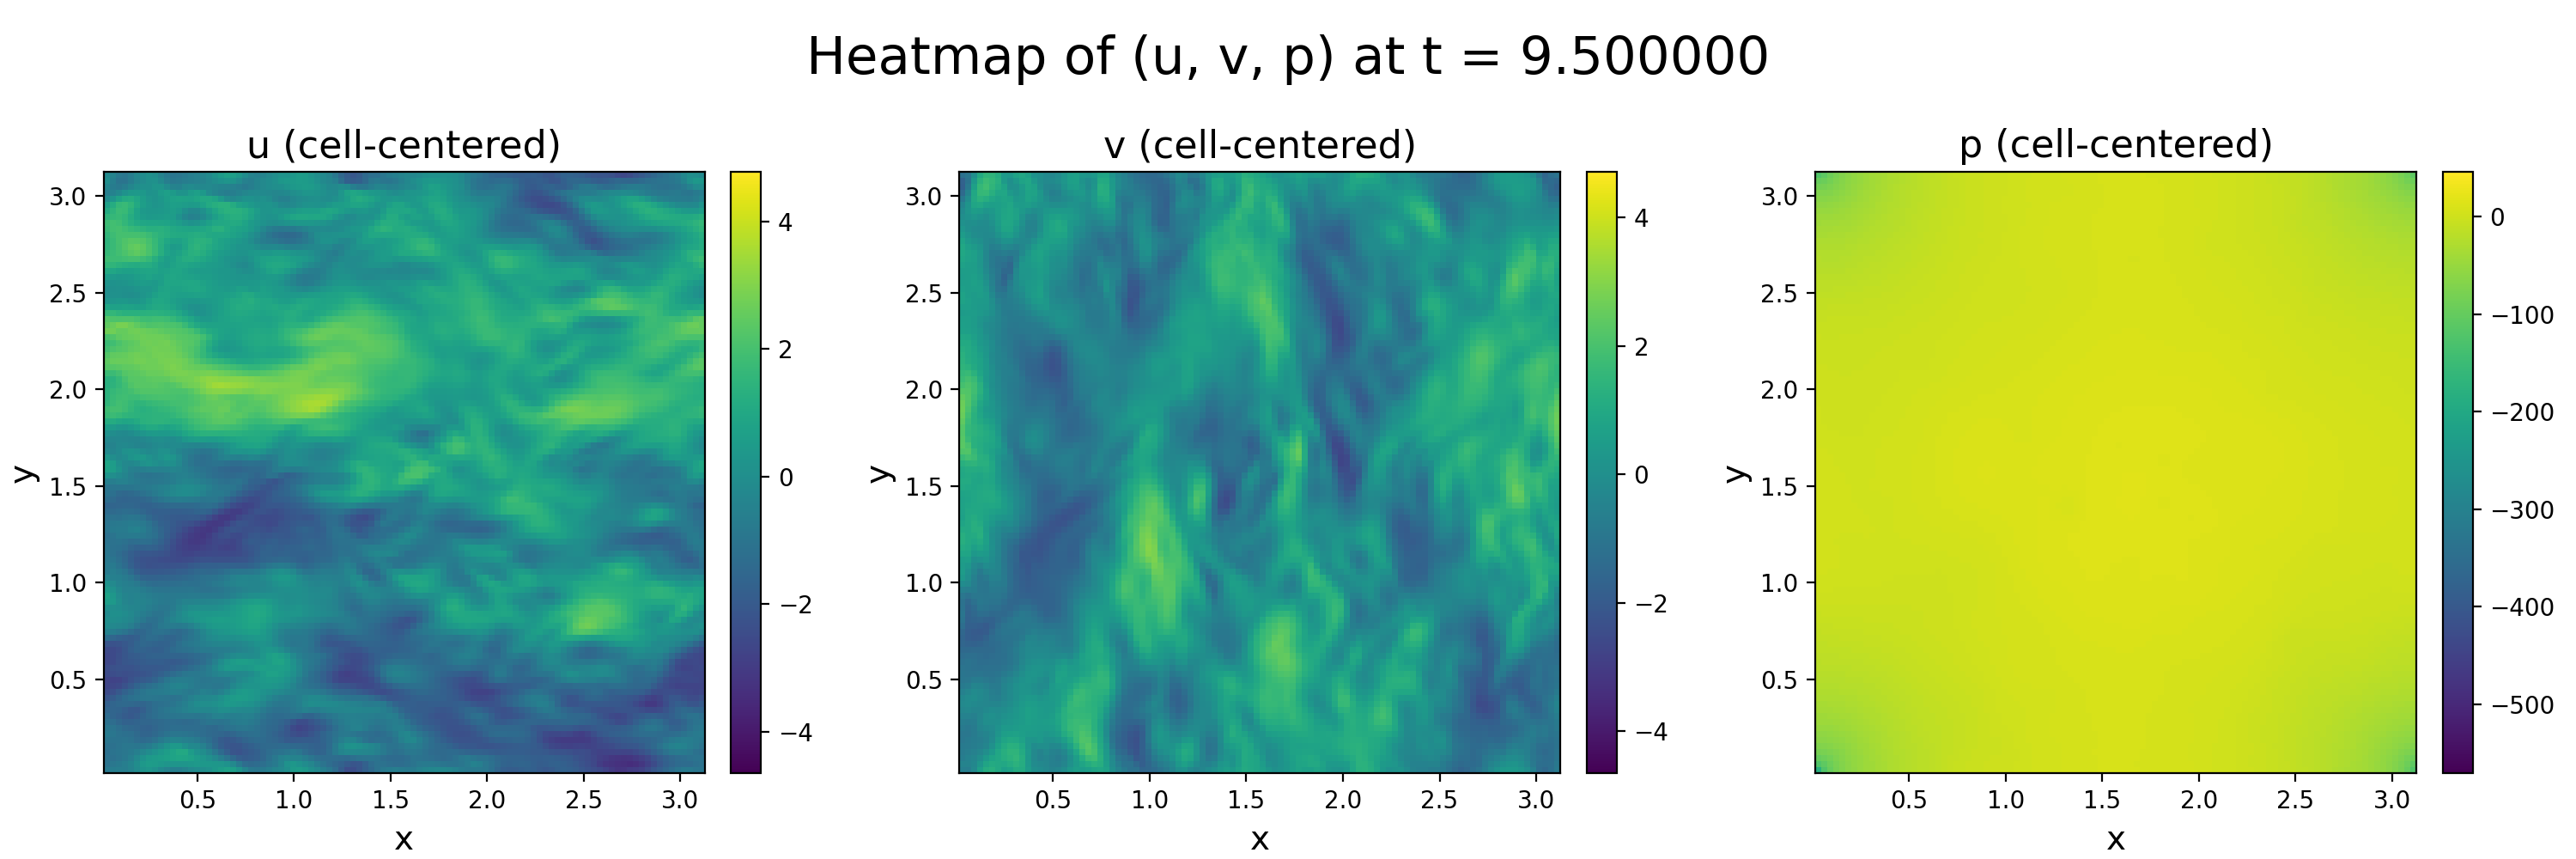 Heatmap of (u, v, p) at t = 9.500000
u (cell-centered)
v (cell-centered)
p (cell-centered)
3.0
2.5
2.0
1.5
1.0
0.5
y
0.5 1.0 1.5 2.0 2.5 3.0
x
4
2
0
−2
−4
3.0
2.5
2.0
1.5
1.0
0.5
y
0.5 1.0 1.5 2.0 2.5 3.0
x
4
2
0
−2
−4
3.0
2.5
2.0
1.5
1.0
0.5
y
0.5 1.0 1.5 2.0 2.5 3.0
x
0
−100
−200
−300
−400
−500